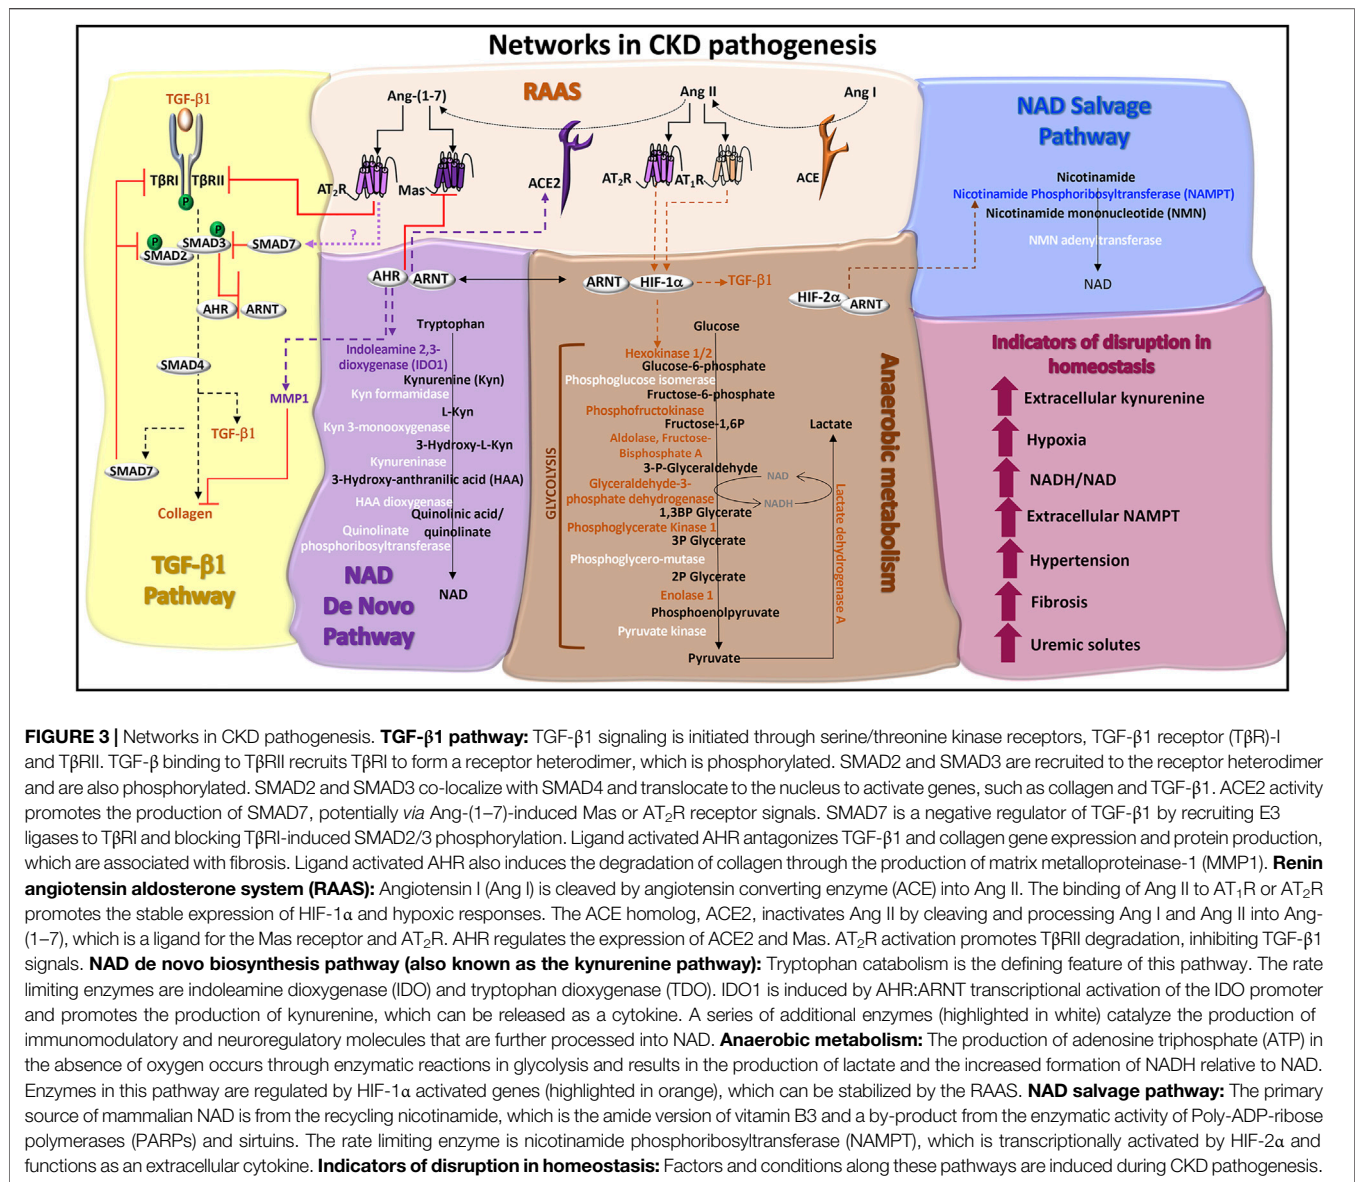 Networks in CKD pathogenesis
TGF-β1
TβRI
TβRII
P
P
P
SMAD2
SMAD3
SMAD7
AHR
ARNT
SMAD4
TGF-β1
SMAD7
Collagen
MMP1
TGF-β1
Pathway
RAAS
Ang-(1-7)
Ang II
Ang I
AT2R
Mas
ACE2
AT2R
AT1R
ACE
?
AHR
ARNT
Tryptophan
Indoleamine 2,3-
dioxygenase (IDO1)
Kynurenine (Kyn)
Kyn formamidase
L-Kyn
Kyn 3-monooxygenase
3-Hydroxy-L-Kyn
Kynureninase
3-Hydroxy-anthranilic acid (HAA)
HAA dioxygenase
Quinolinic acid/
quinolinate
Quinolinate
phosphoribosyltransferase
NAD
NAD
De Novo
Pathway
ARNT
HIF-1α
TGF-β1
HIF-2α
ARNT
Glucose
Hexokinase 1/2
Glucose-6-phosphate
Phosphoglucose isomerase
Fructose-6-phosphate
Phosphofructokinase
Fructose-1,6P
Aldolase, Fructose-
Bisphosphate A
3-P-Glyceraldehyde
Glyceraldehyde-3-
phosphate dehydrogenase
1,3BP Glycerate
Phosphoglycerate Kinase 1
3P Glycerate
Phosphoglycero-mutase
2P Glycerate
Enolase 1
Phosphoenolpyruvate
Pyruvate kinase
Pyruvate
GLYCOLYSIS
NAD
NADH
Lactate
Lactate dehydrogenase A
Anaerobic metabolism
NAD Salvage
Pathway
Nicotinamide
Nicotinamide Phosphoribosyltransferase (NAMPT)
Nicotinamide mononucleotide (NMN)
NMN adenyltransferase
NAD
Indicators of disruption in
homeostasis
Extracellular kynurenine
Hypoxia
NADH/NAD
Extracellular NAMPT
Hypertension
Fibrosis
Uremic solutes
FIGURE 3 | Networks in CKD pathogenesis. TGF-β1 pathway: TGF-β1 signaling is initiated through serine/threonine kinase receptors, TGF-β1 receptor (TβR)-I
and TβRII. TGF-β binding to TβRII recruits TβRI to form a receptor heterodimer, which is phosphorylated. SMAD2 and SMAD3 are recruited to the receptor heterodimer
and are also phosphorylated. SMAD2 and SMAD3 co-localize with SMAD4 and translocate to the nucleus to activate genes, such as collagen and TGF-β1. ACE2 activity
promotes the production of SMAD7, potentially via Ang-(1–7)-induced Mas or AT2R receptor signals. SMAD7 is a negative regulator of TGF-β1 by recruiting E3
ligases to TβRI and blocking TβRI-induced SMAD2/3 phosphorylation. Ligand activated AHR antagonizes TGF-β1 and collagen gene expression and protein production,
which are associated with fibrosis. Ligand activated AHR also induces the degradation of collagen through the production of matrix metalloproteinase-1 (MMP1). Renin
angiotensin aldosterone system (RAAS): Angiotensin I (Ang I) is cleaved by angiotensin converting enzyme (ACE) into Ang II. The binding of Ang II to AT1R or AT2R
promotes the stable expression of HIF-1α and hypoxic responses. The ACE homolog, ACE2, inactivates Ang II by cleaving and processing Ang I and Ang II into Ang-
(1–7), which is a ligand for the Mas receptor and AT2R. AHR regulates the expression of ACE2 and Mas. AT2R activation promotes TβRII degradation, inhibiting TGF-β1
signals. NAD de novo biosynthesis pathway (also known as the kynurenine pathway): Tryptophan catabolism is the defining feature of this pathway. The rate
limiting enzymes are indoleamine dioxygenase (IDO) and tryptophan dioxygenase (TDO). IDO1 is induced by AHR:ARNT transcriptional activation of the IDO promoter
and promotes the production of kynurenine, which can be released as a cytokine. A series of additional enzymes (highlighted in white) catalyze the production of
immunomodulatory and neuroregulatory molecules that are further processed into NAD. Anaerobic metabolism: The production of adenosine triphosphate (ATP) in
the absence of oxygen occurs through enzymatic reactions in glycolysis and results in the production of lactate and the increased formation of NADH relative to NAD.
Enzymes in this pathway are regulated by HIF-1α activated genes (highlighted in orange), which can be stabilized by the RAAS. NAD salvage pathway: The primary
source of mammalian NAD is from the recycling nicotinamide, which is the amide version of vitamin B3 and a by-product from the enzymatic activity of Poly-ADP-ribose
polymerases (PARPs) and sirtuins. The rate limiting enzyme is nicotinamide phosphoribosyltransferase (NAMPT), which is transcriptionally activated by HIF-2α and
functions as an extracellular cytokine. Indicators of disruption in homeostasis: Factors and conditions along these pathways are induced during CKD pathogenesis.